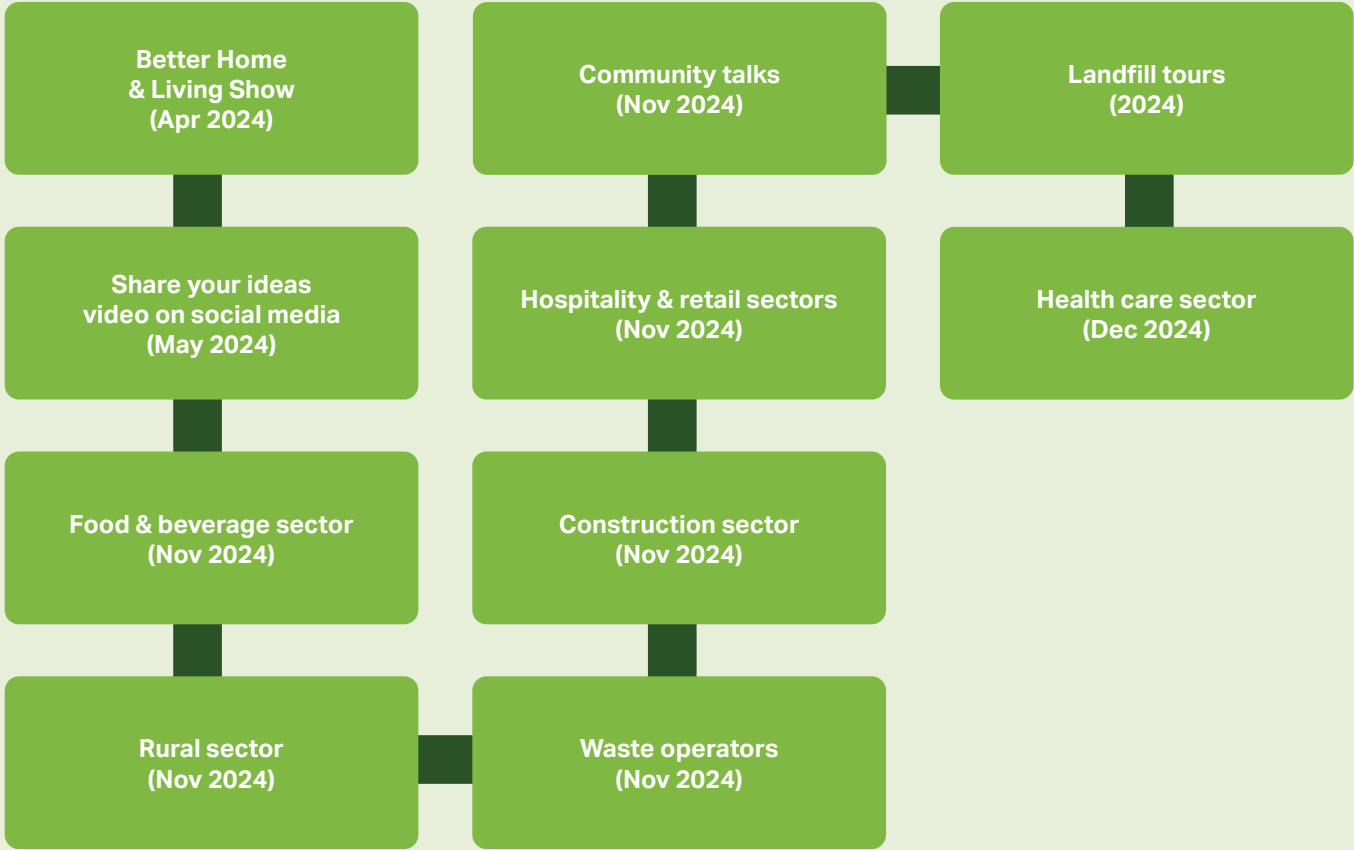 Better Home
& Living Show
(Apr 2024)
Share your ideas
video on social media
(May 2024)
Food & beverage sector
(Nov 2024)
Rural sector
(Nov 2024)
Waste operators
(Nov 2024)
Construction sector
(Nov 2024)
Hospitality & retail sectors
(Nov 2024)
Community talks
(Nov 2024)
Landfill tours
(2024)
Health care sector
(Dec 2024)